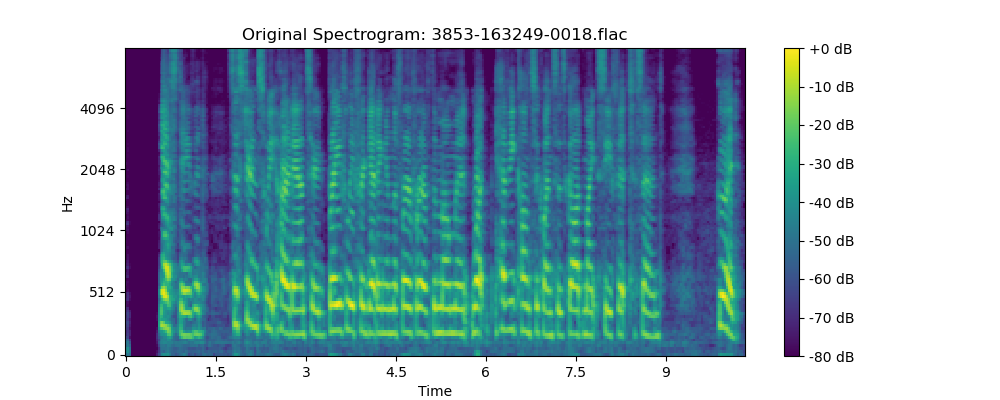 Original Spectrogram: 3853-163249-0018.flac
Hz
4096
2048
1024
512
0
0 1.5 3 4.5 6 7.5 9
Time
+0 dB
-10 dB
-20 dB
-30 dB
-40 dB
-50 dB
-60 dB
-70 dB
-80 dB